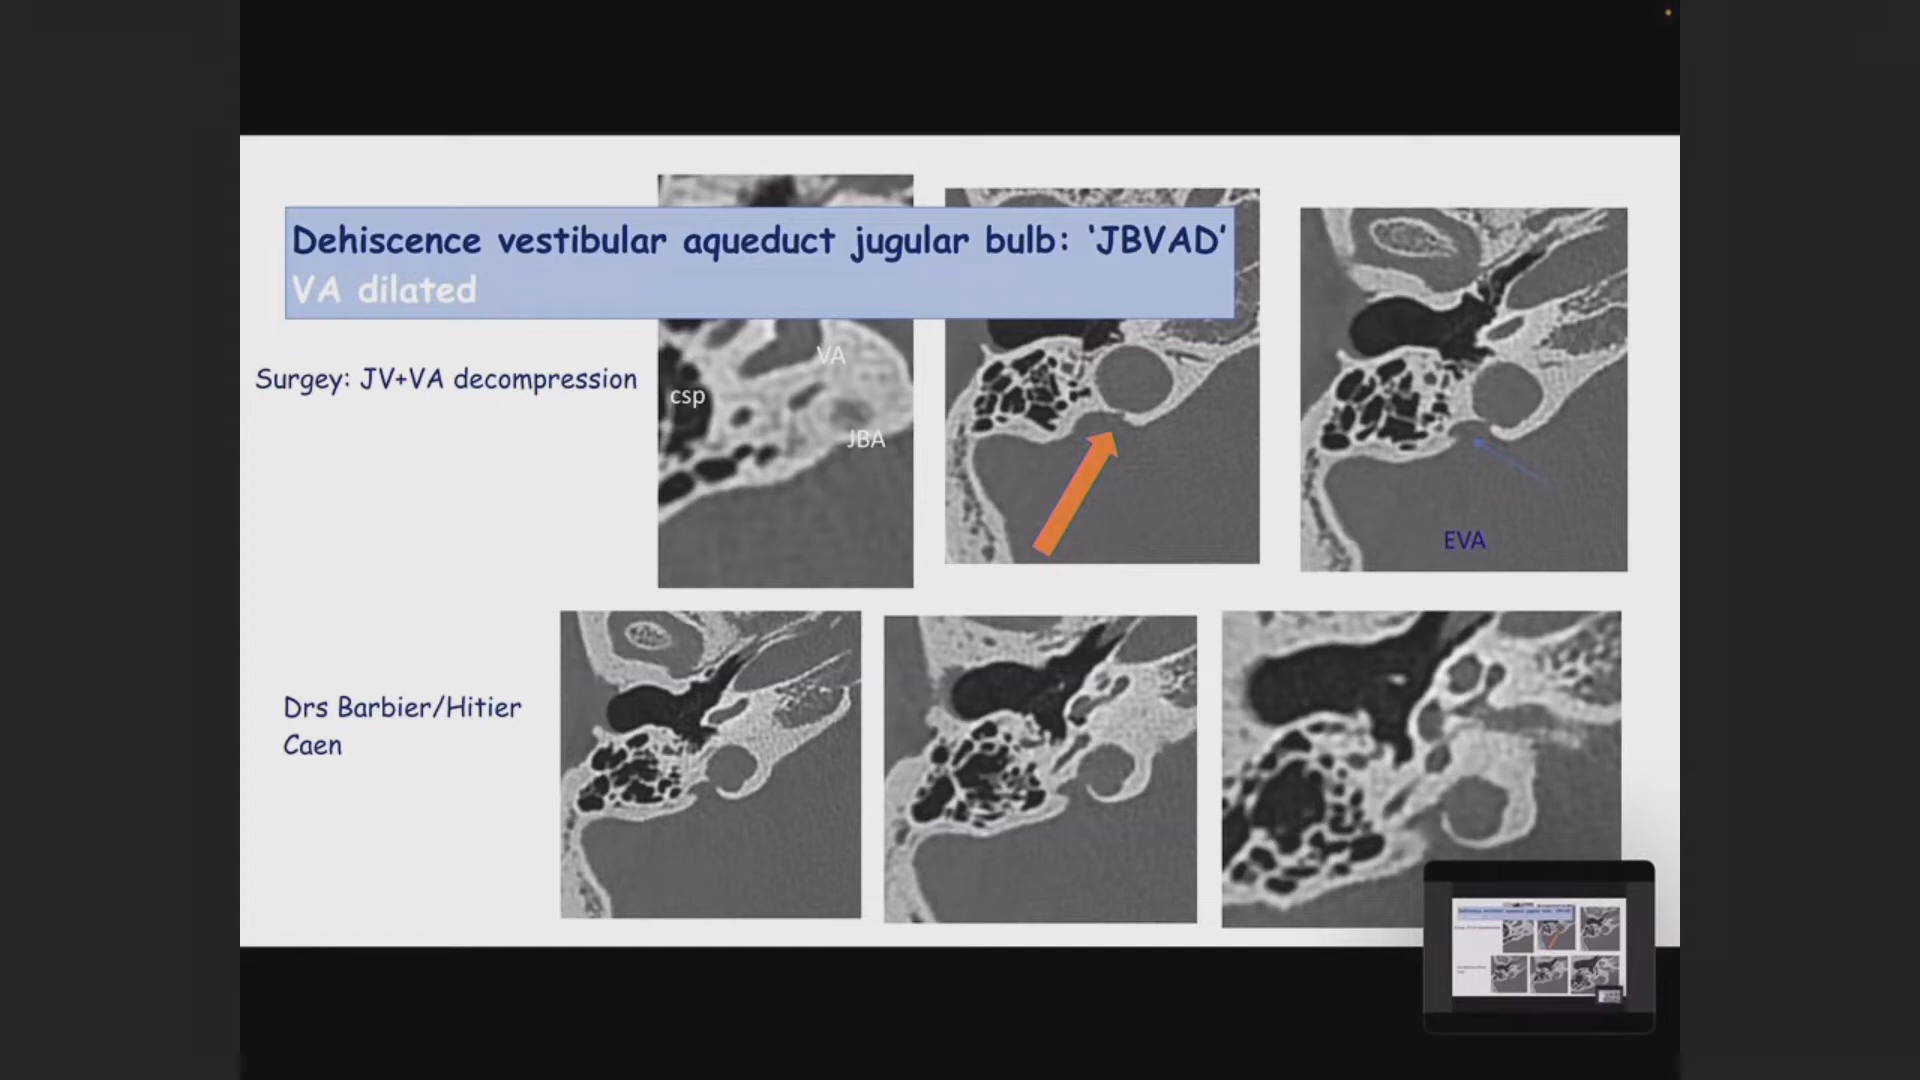 Dehiscence vestibular aqueduct jugular bulb: ‘JBVAD’
VA dilated
Surgey: JV+VA decompression
VA
csp
JBA
EVA
Drs Barbier/Hitier
Caen